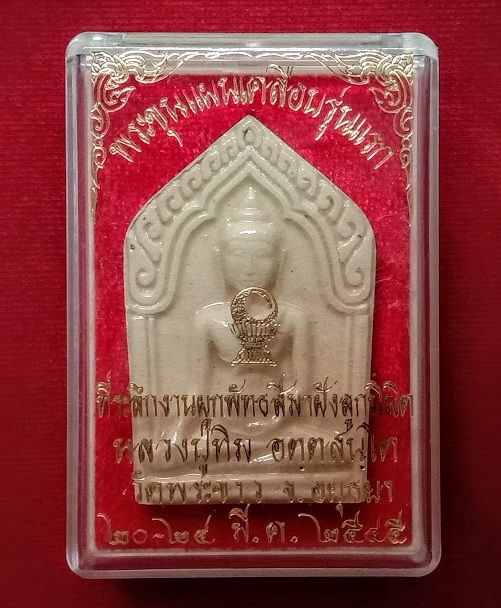 พระขุนแผนเคลือบรุ่นแรก
ที่ระลึกงานผูกพัทธสีมาฝังลูกนิมิต
หลวงปู่ทิม อตฺตสนฺโต
วัดพระขาว จ.อยุธยา
๒๐-๒๔ มี.ค. ๒๕๔๕